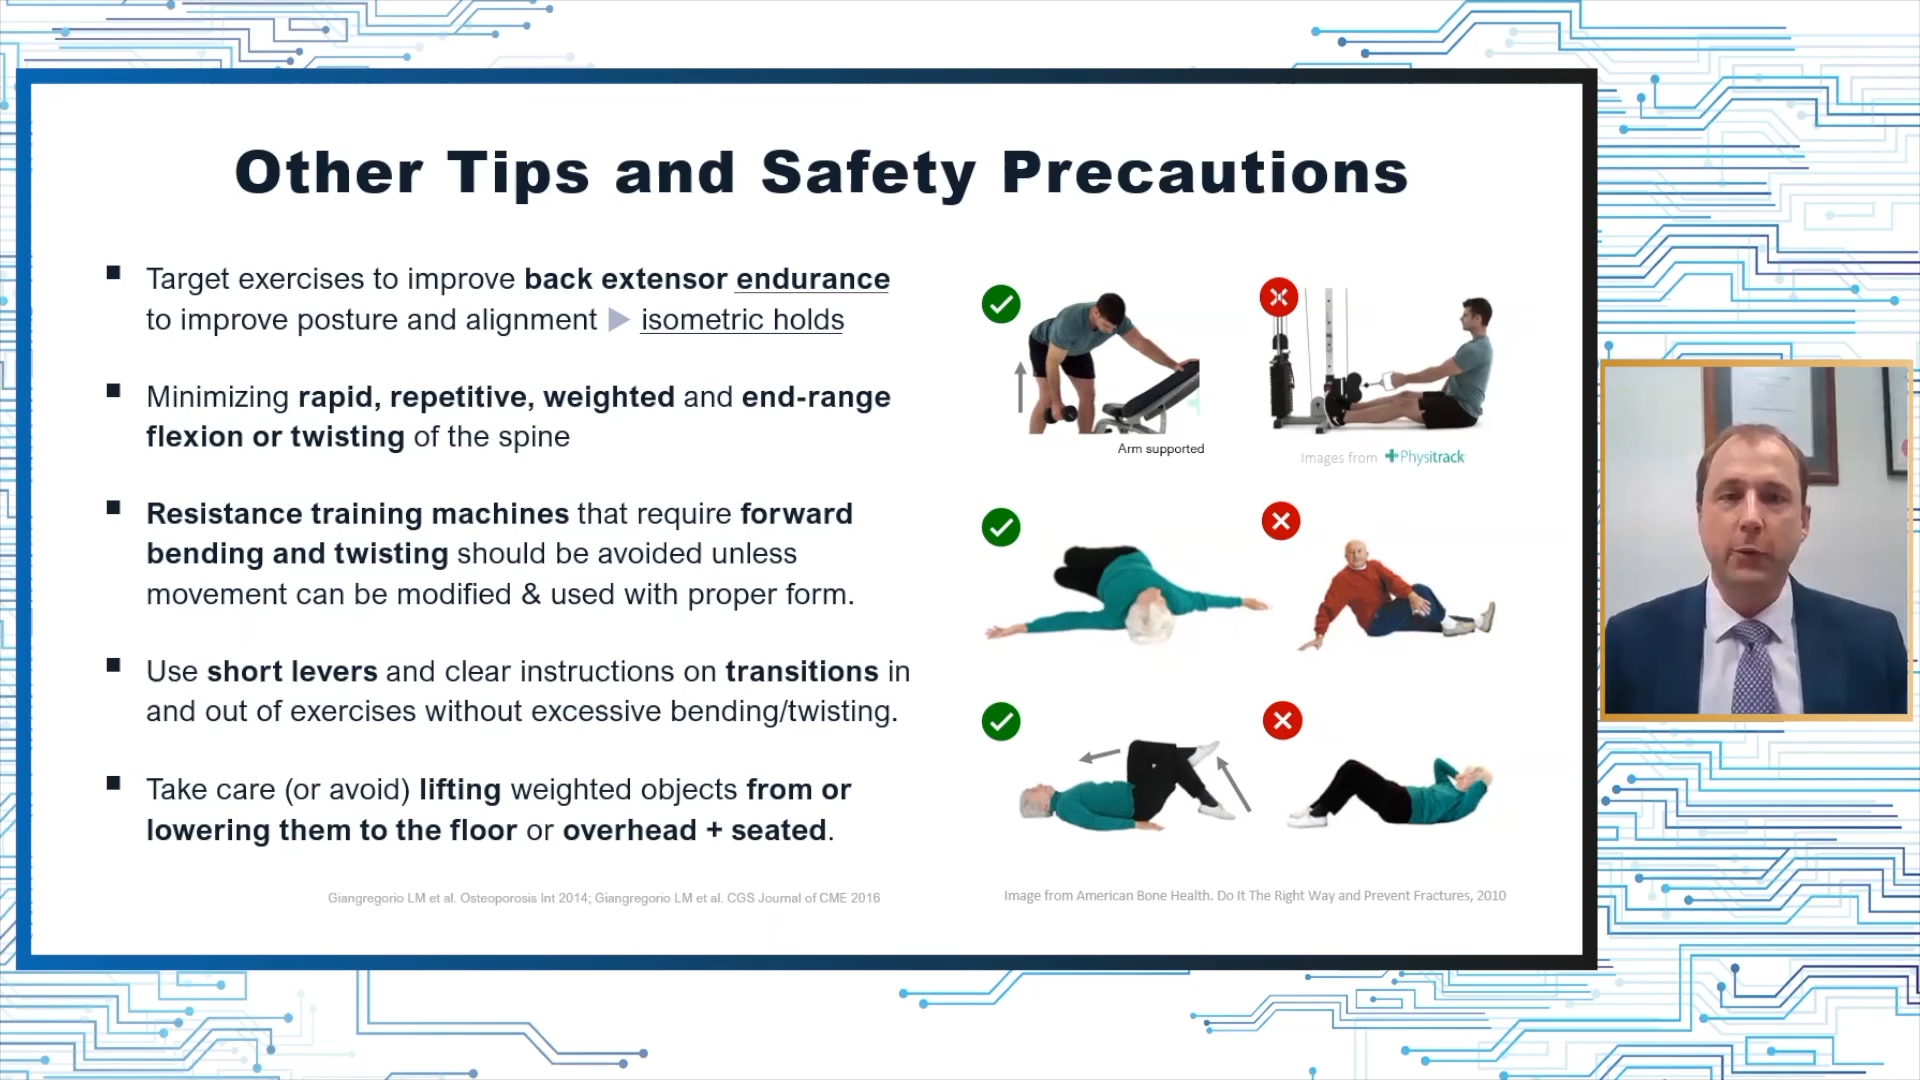 Other Tips and Safety Precautions
Target exercises to improve back extensor endurance
to improve posture and alignment ▶ isometric holds
Minimizing rapid, repetitive, weighted and end-range
flexion or twisting of the spine
Resistance training machines that require forward
bending and twisting should be avoided unless
movement can be modified & used with proper form.
Use short levers and clear instructions on transitions in
and out of exercises without excessive bending/twisting.
Take care (or avoid) lifting weighted objects from or
lowering them to the floor or overhead + seated.
Giangregorio LM et al. Osteoporosis Int 2014; Giangregorio LM et al. CGS Journal of CME 2016
Arm supported
Images from Physitrack
Image from American Bone Health. Do It The Right Way and Prevent Fractures, 2010